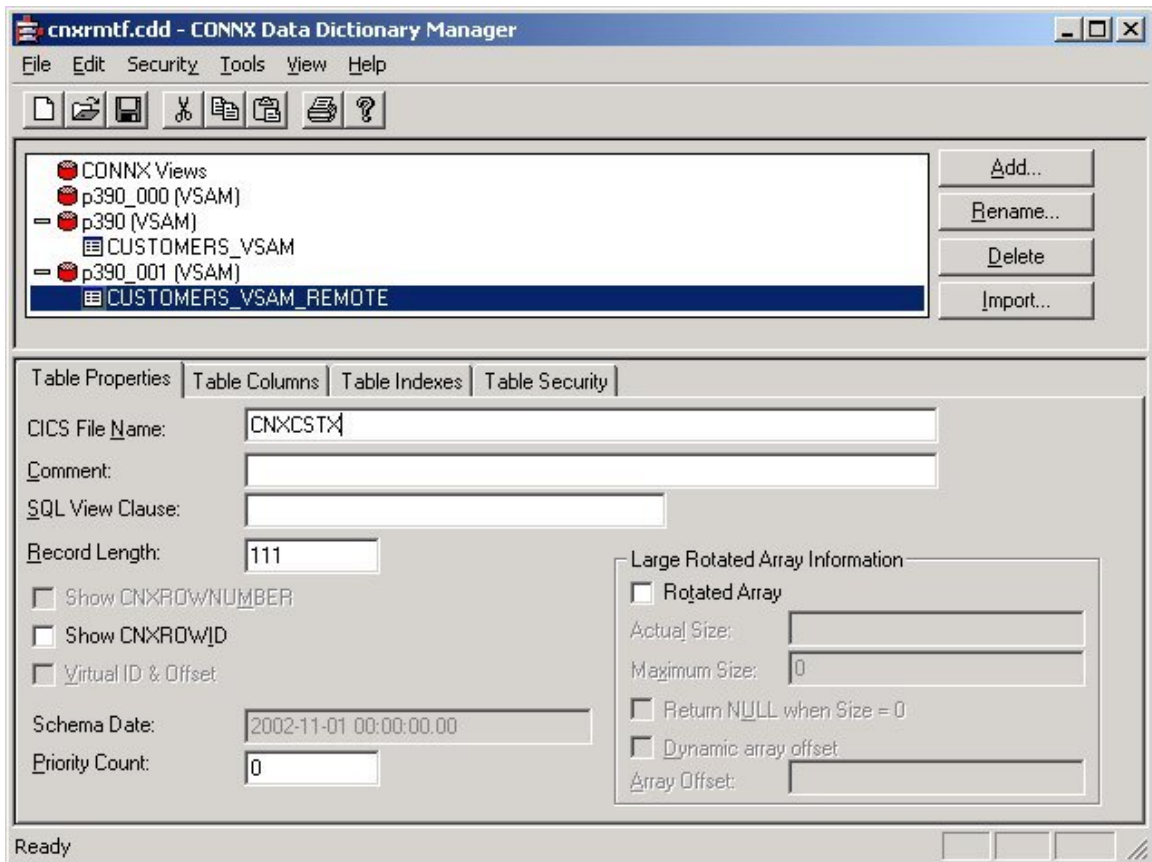 cnxrmtf.cdd - CONNX Data Dictionary Manager
File Edit Security Tools View Help
CONNX Views
p390_000 (VSAM)
p390 (VSAM)
CUSTOMERS_VSAM
p390_001 (VSAM)
CUSTOMERS_VSAM_REMOTE
Add...
Rename...
Delete
Import...
Table Properties Table Columns Table Indexes Table Security
CICS File Name: CNXCSTX
Comment:
SQL View Clause:
Record Length: 111
Show CNXROWNUMBER
Show CNXROWID
Virtual ID & Offset
Schema Date: 2002-11-01 00:00:00.00
Priority Count: 0
Large Rotated Array Information
Rotated Array
Actual Size:
Maximum Size: 0
Return NULL when Size = 0
Dynamic array offset
Array Offset:
Ready